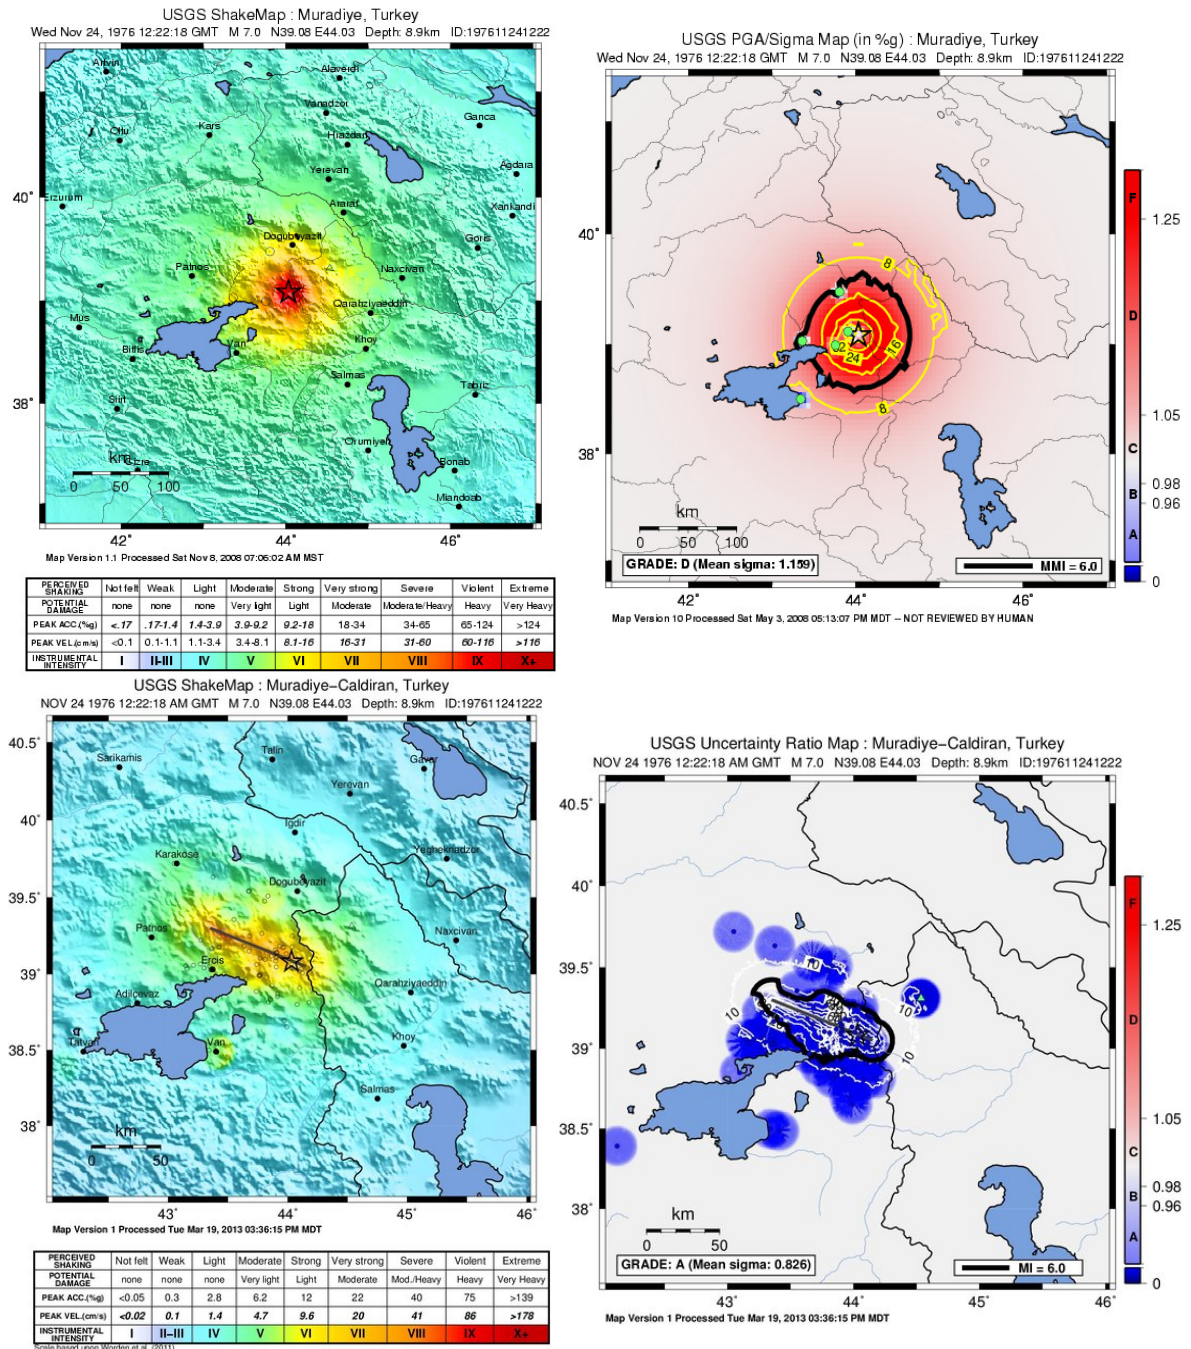 USGS ShakeMap : Muradiye, Turkey
Wed Nov 24, 1976 12:22:18 GMT M 7.0 N39.08 E44.03 Depth: 8.9km ID:197611241222
Artvin
Alaverdi
Vanadzor
Ganca
Kars
Oltu
Hrazdan
Agdara
Yerevan
40°
Erzurum
Ararat
Xankandi
Dogubeyazit
Goris
Patnos
Naxcivan
Qarahziyaeddin
Mus
Bitlis
Van
Khoy
Salmas
Tabriz
38°
Siirt
Orumiyeh
km
Cizre
Bonab
0 100
Miandoab
42° 44° 46°
Map Version 1.1 Processed Sat Nov 8, 2008 07:06:02 AM MST
PERCEIVED SHAKING Not felt Weak Light Moderate Strong Very strong Severe Violent Extreme
POTENTIAL DAMAGE none none none Very light Light Moderate Moderate/Heavy Heavy Very Heavy
PEAK ACC.(%g) <.17 .17-1.4 1.4-3.9 3.9-9.2 9.2-18 18-34 34-65 65-124 >124
PEAK VEL.(cm/s) <0.1 0.1-1.1 1.1-3.4 3.4-8.1 8.1-16 16-31 31-60 60-116 >116
INSTRUMENTAL INTENSITY I II-III IV V VI VII VIII IX X+
USGS PGA/Sigma Map (in %g) : Muradiye, Turkey
Wed Nov 24, 1976 12:22:18 GMT M 7.0 N39.08 E44.03 Depth: 8.9km ID:197611241222
40°
8
16
24
8
38°
km
0 50 100
GRADE: D (Mean sigma: 1.159)
MMI = 6.0
42° 44° 46°
F
1.25
D
1.05
C
0.98
B
0.96
A
0
Map Version 10 Processed Sat May 3, 2008 05:13:07 PM MDT -- NOT REVIEWED BY HUMAN
USGS ShakeMap : Muradiye-Caldiran, Turkey
NOV 24 1976 12:22:18 AM GMT M 7.0 N39.08 E44.03 Depth: 8.9km ID:197611241222
40.5°
Sarikamis
Talin
Gavar
Yerevan
40°
Igdir
Karakose
Yegheknadzor
39.5°
Dogubeyazit
Patnos
Naxcivan
Ercis
39°
Adilcevaz
Qarahziyaeddin
38.5°
Tatvan
Van
Khoy
Salmas
38°
km
0 50
43° 44° 45° 46°
Map Version 1 Processed Tue Mar 19, 2013 03:36:15 PM MDT
PERCEIVED SHAKING Not felt Weak Light Moderate Strong Very strong Severe Violent Extreme
POTENTIAL DAMAGE none none none Very light Light Moderate Mod./Heavy Heavy Very Heavy
PEAK ACC.(%g) <0.05 0.3 2.8 6.2 12 22 40 75 >139
PEAK VEL.(cm/s) <0.02 0.1 1.4 4.7 9.6 20 41 86 >178
INSTRUMENTAL INTENSITY I II-III IV V VI VII VIII IX X+
Scale based upon Worden et al. (2011)
USGS Uncertainty Ratio Map : Muradiye-Caldiran, Turkey
NOV 24 1976 12:22:18 AM GMT M 7.0 N39.08 E44.03 Depth: 8.9km ID:197611241222
40.5°
40°
39.5°
10
10
10
10
39°
38.5°
38°
km
0 50
GRADE: A (Mean sigma: 0.826)
MI = 6.0
43° 44° 45° 46°
F
1.25
D
1.05
C
0.98
B
0.96
A
0
Map Version 1 Processed Tue Mar 19, 2013 03:36:15 PM MDT